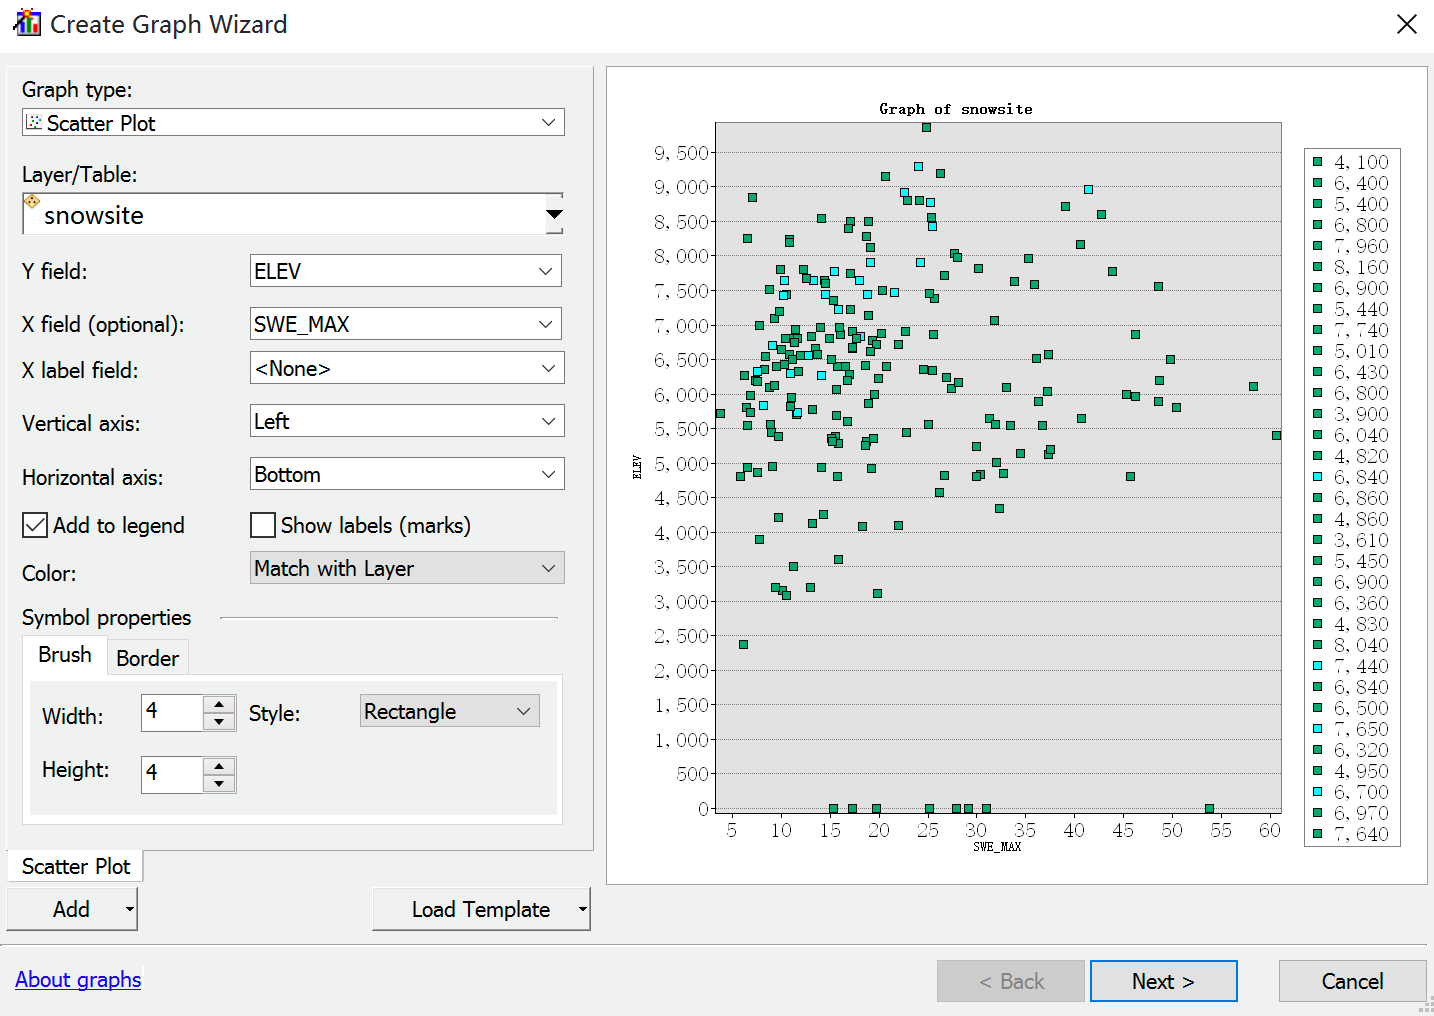 Create Graph Wizard
Graph type:
Scatter Plot
Layer/Table:
snowsite
Y field:
ELEV
X field (optional):
SWE_MAX
X label field:
<None>
Vertical axis:
Left
Horizontal axis:
Bottom
Add to legend
Show labels (marks)
Color:
Match with Layer
Symbol properties
Brush
Border
Width:
4
Style:
Rectangle
Height:
4
Scatter Plot
Add
Load Template
About graphs
< Back
Next >
Cancel
Graph of snowsite
9, 500
9, 000
8, 500
8, 000
7, 500
7, 000
6, 500
6, 000
5, 500
5, 000
4, 500
4, 000
3, 500
3, 000
2, 500
2, 000
1, 500
1, 000
500
0
ELEV
5 10 15 20 25 30 35 40 45 50 55 60
SWE_MAX
4, 100
6, 400
5, 400
6, 800
7, 960
8, 160
6, 900
5, 440
7, 740
5, 010
6, 430
6, 800
3, 900
6, 040
4, 820
6, 840
6, 860
4, 860
3, 610
5, 450
6, 900
6, 360
4, 830
8, 040
7, 440
6, 840
6, 500
7, 650
6, 320
4, 950
6, 700
6, 970
7, 640